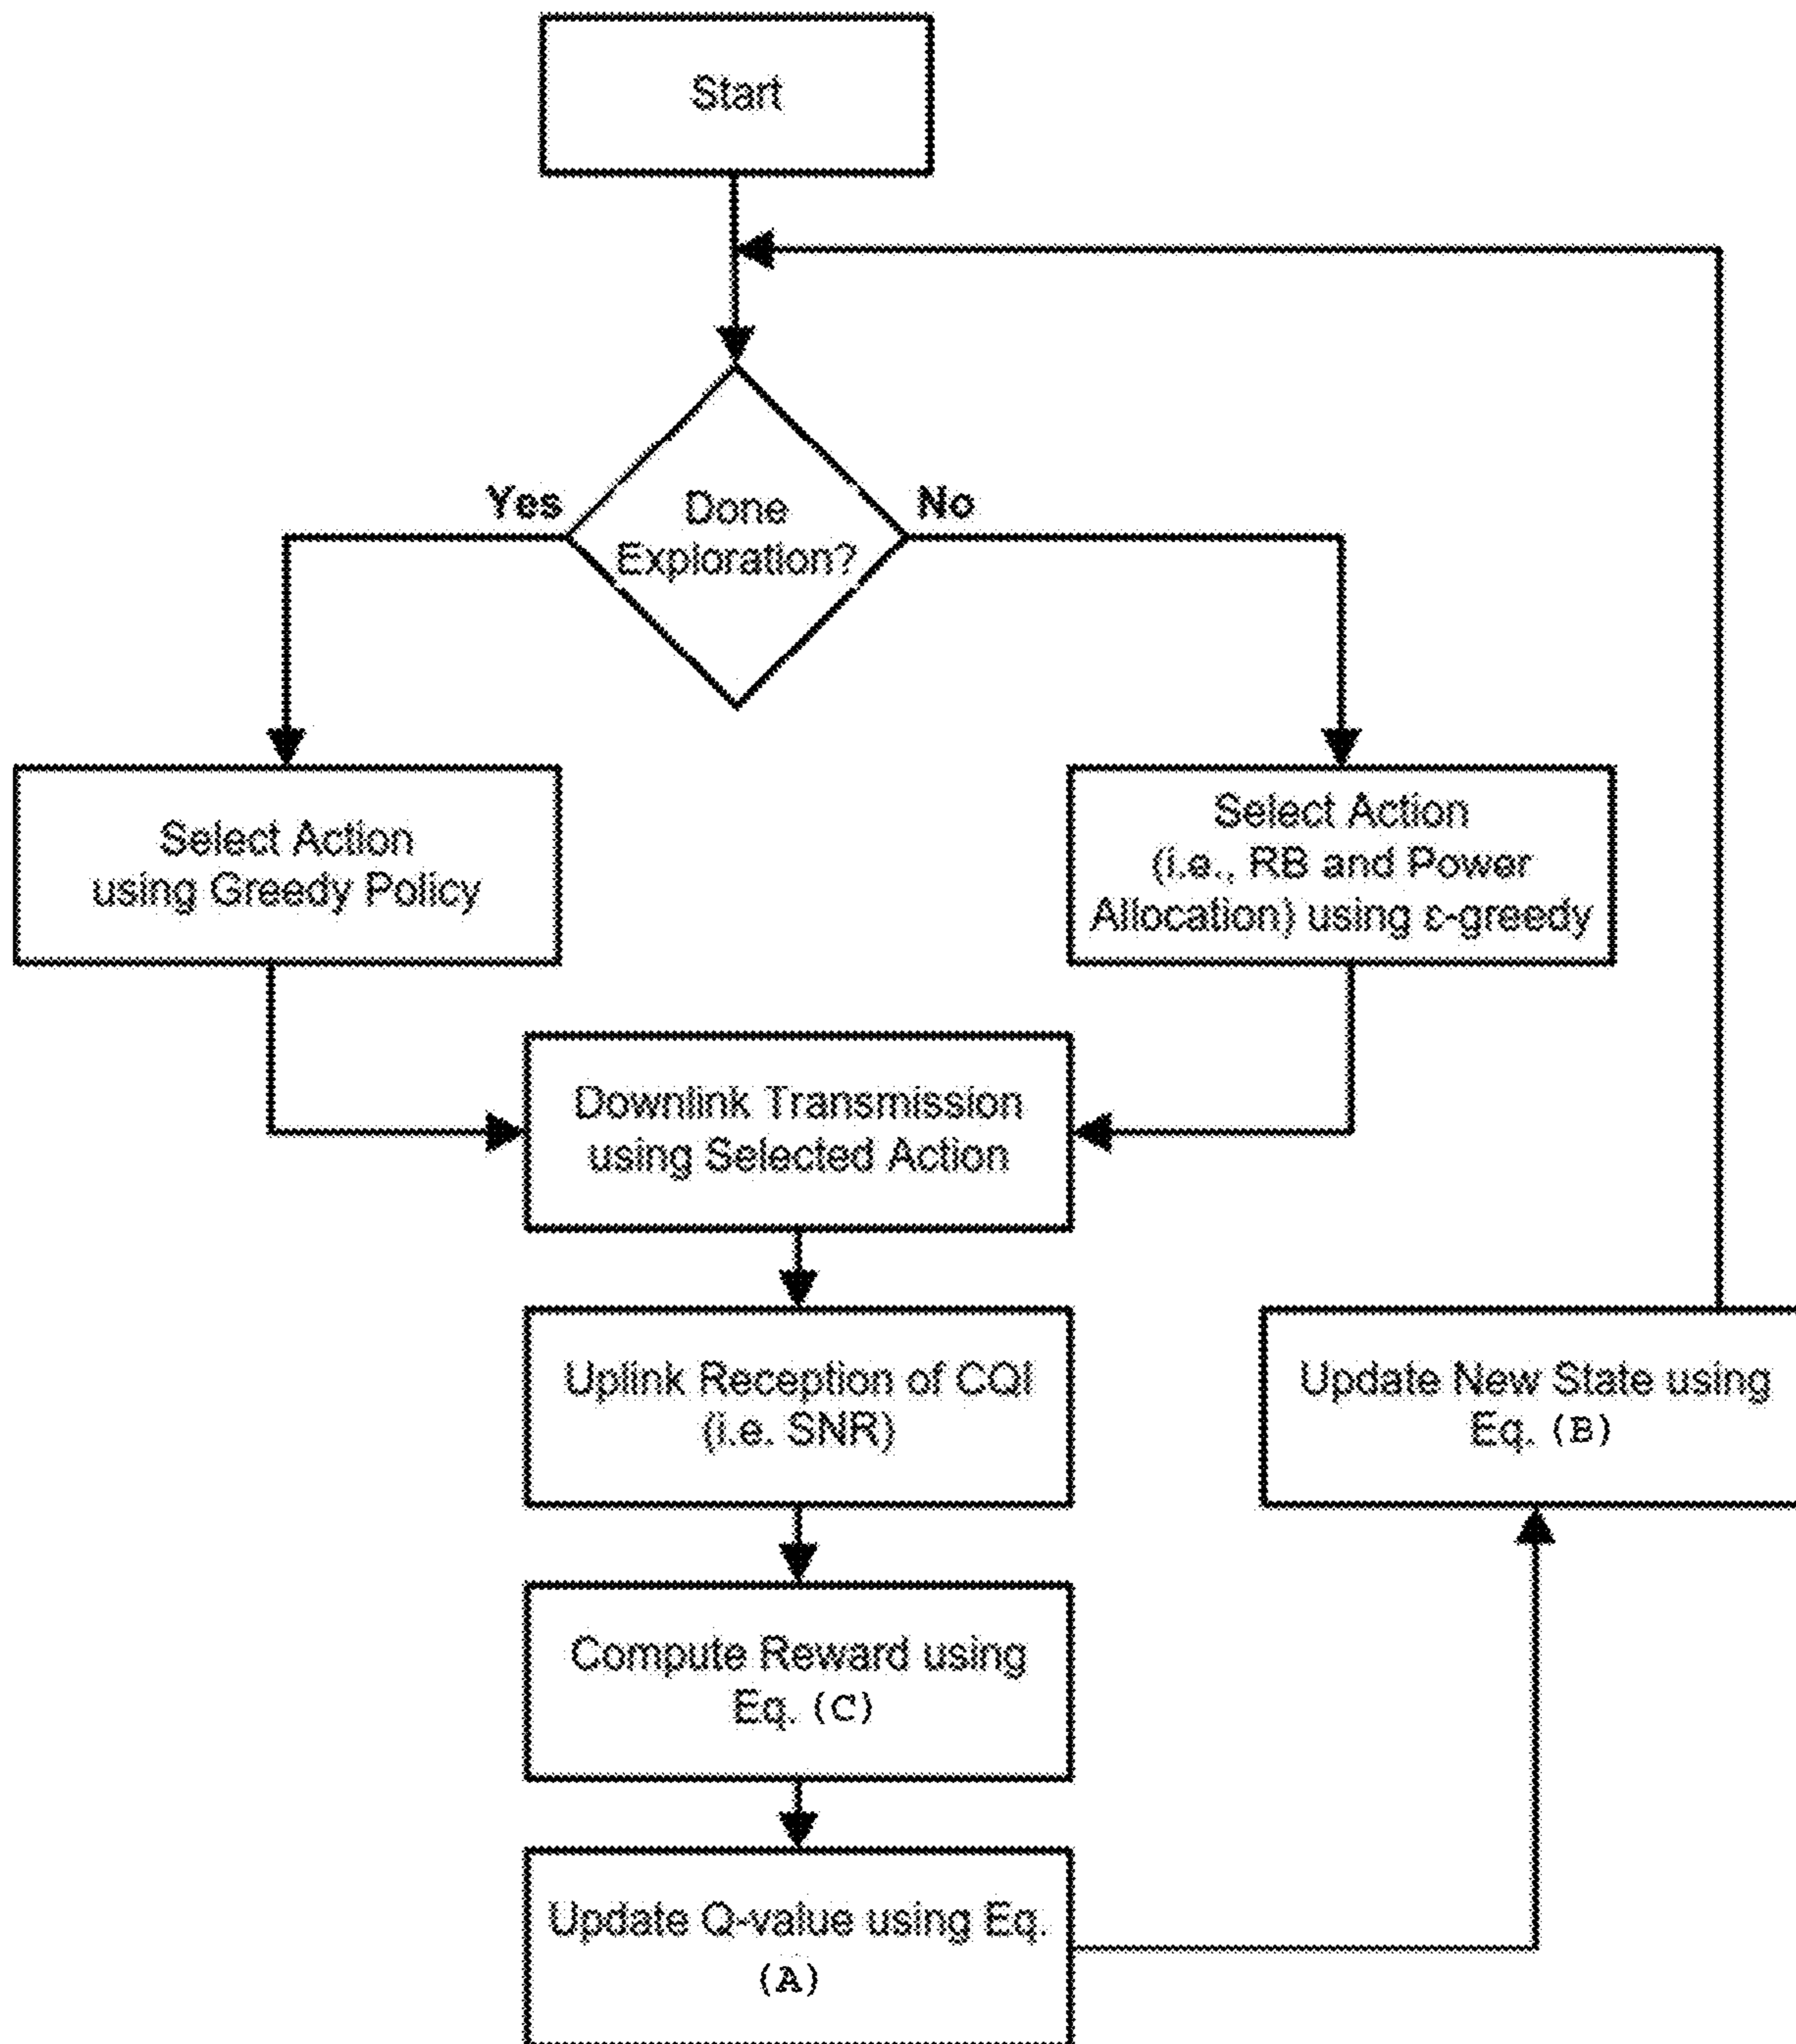 Start
Yes
Done
Exploration?
No
Select Action
using Greedy Policy
Select Action
(i.e., RB and Power
Allocation) using ε-greedy
Downlink Transmission
using Selected Action
Uplink Reception of CQI
(i.e. SNR)
Update New State using
Eq. (B)
Compute Reward using
Eq. (C)
Update Q-value using Eq.
(A)